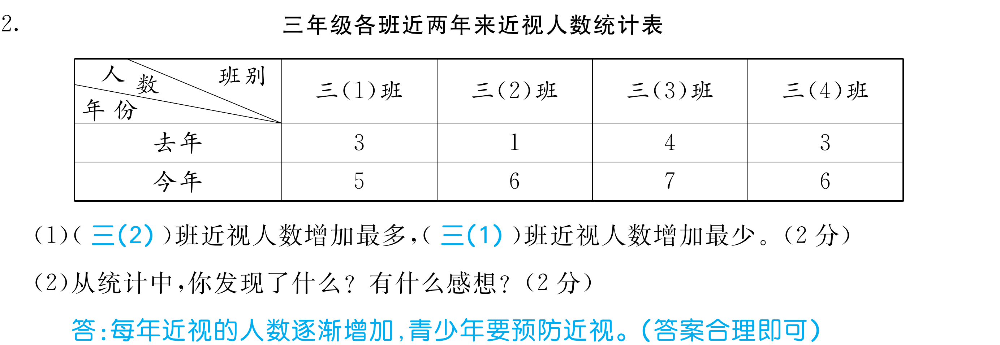 2.
三年级各班近两年来近视人数统计表
人数 班别 年份 三(1)班 三(2)班 三(3)班 三(4)班
去年 3 1 4 3
今年 5 6 7 6
(1)( 三(2) )班近视人数增加最多,( 三(1) )班近视人数增加最少。(2 分)
(2)从统计中,你发现了什么? 有什么感想?(2 分)
答:每年近视的人数逐渐增加,青少年要预防近视。(答案合理即可)